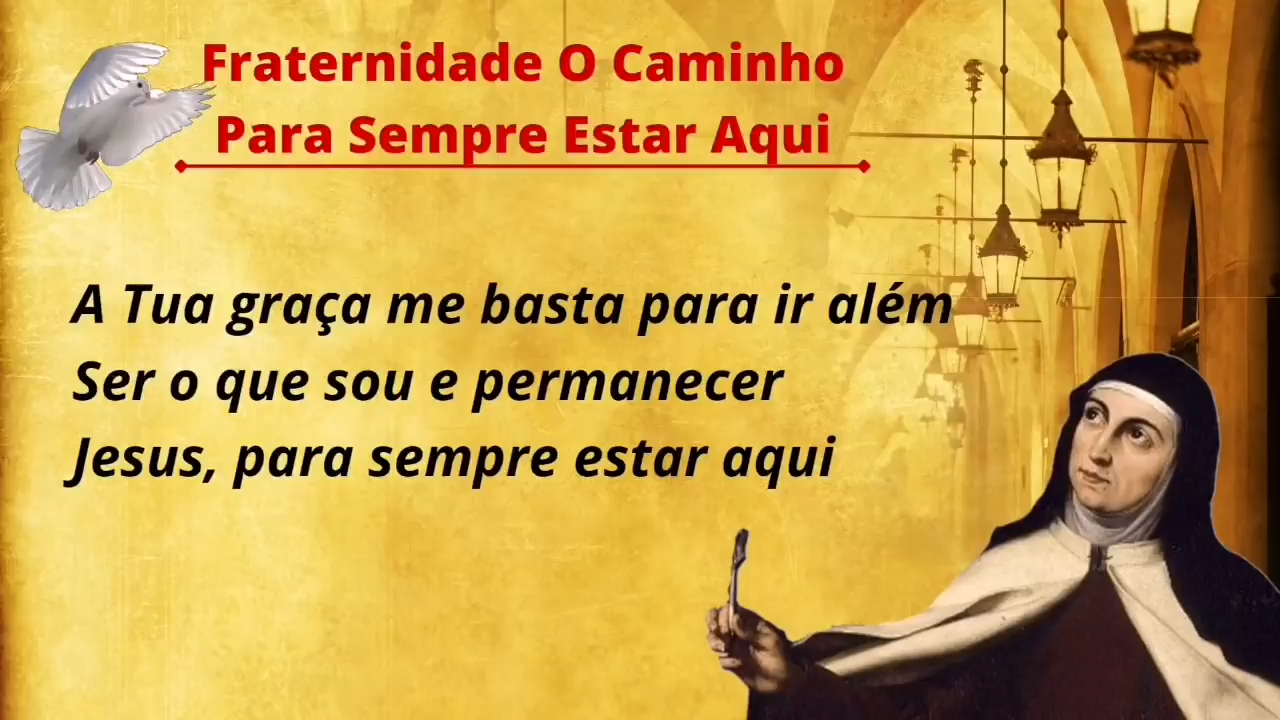 Fraternidade O Caminho
Para Sempre Estar Aqui
A Tua graça me basta para ir além
Ser o que sou e permanecer
Jesus, para sempre estar aqui